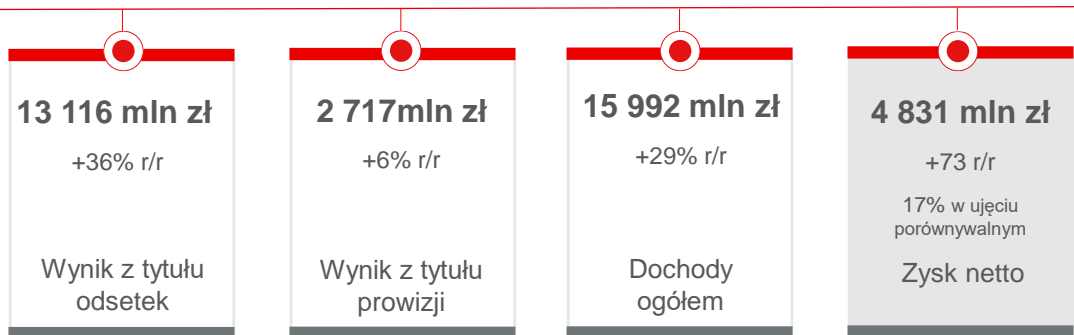 13 116 mln zł
+36% r/r
Wynik z tytułu
odsetek
2 717mln zł
+6% r/r
Wynik z tytułu
prowizji
15 992 mln zł
+29% r/r
Dochody
ogółem
4 831 mln zł
+73 r/r
17% w ujęciu
porównywalnym
Zysk netto